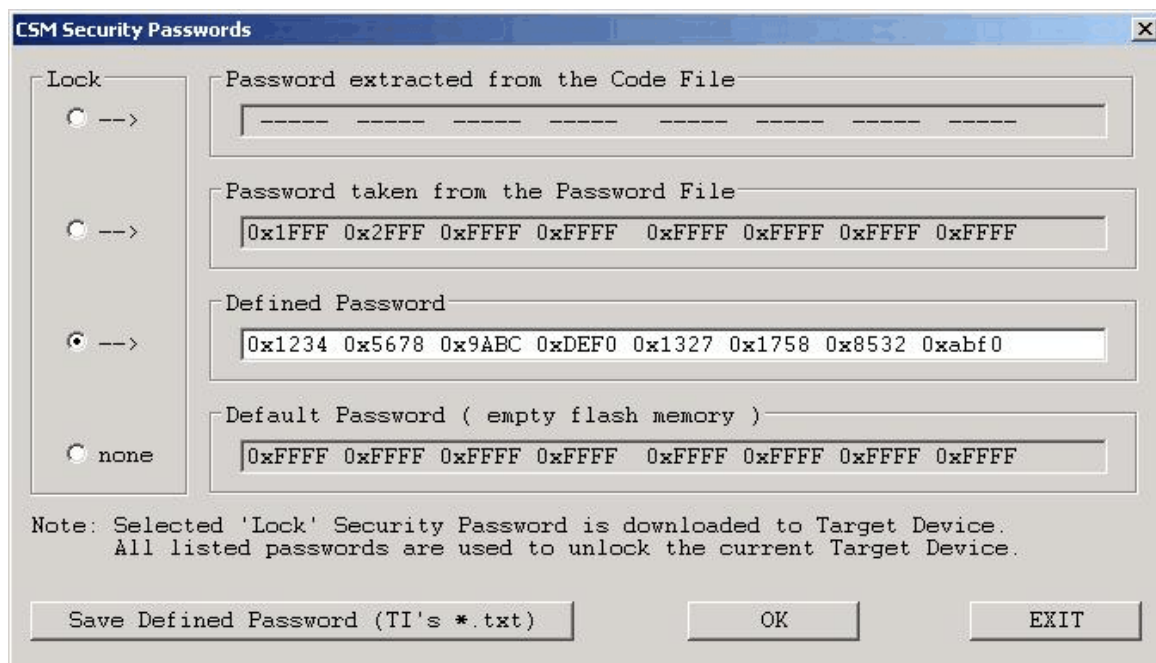 CSM Security Passwords
Lock
Password extracted from the Code File
--> ----- ----- ----- ----- ----- ----- ----- -----
Password taken from the Password File
--> 0x1FFF 0x2FFF 0xFFFF 0xFFFF 0xFFFF 0xFFFF 0xFFFF 0xFFFF
Defined Password
--> 0x1234 0x5678 0x9ABC 0xDEF0 0x1327 0x1758 0x8532 0xabf0
Default Password ( empty flash memory )
none 0xFFFF 0xFFFF 0xFFFF 0xFFFF 0xFFFF 0xFFFF 0xFFFF 0xFFFF
Note: Selected 'Lock' Security Password is downloaded to Target Device.
All listed passwords are used to unlock the current Target Device.
Save Defined Password (TI's *.txt) OK EXIT